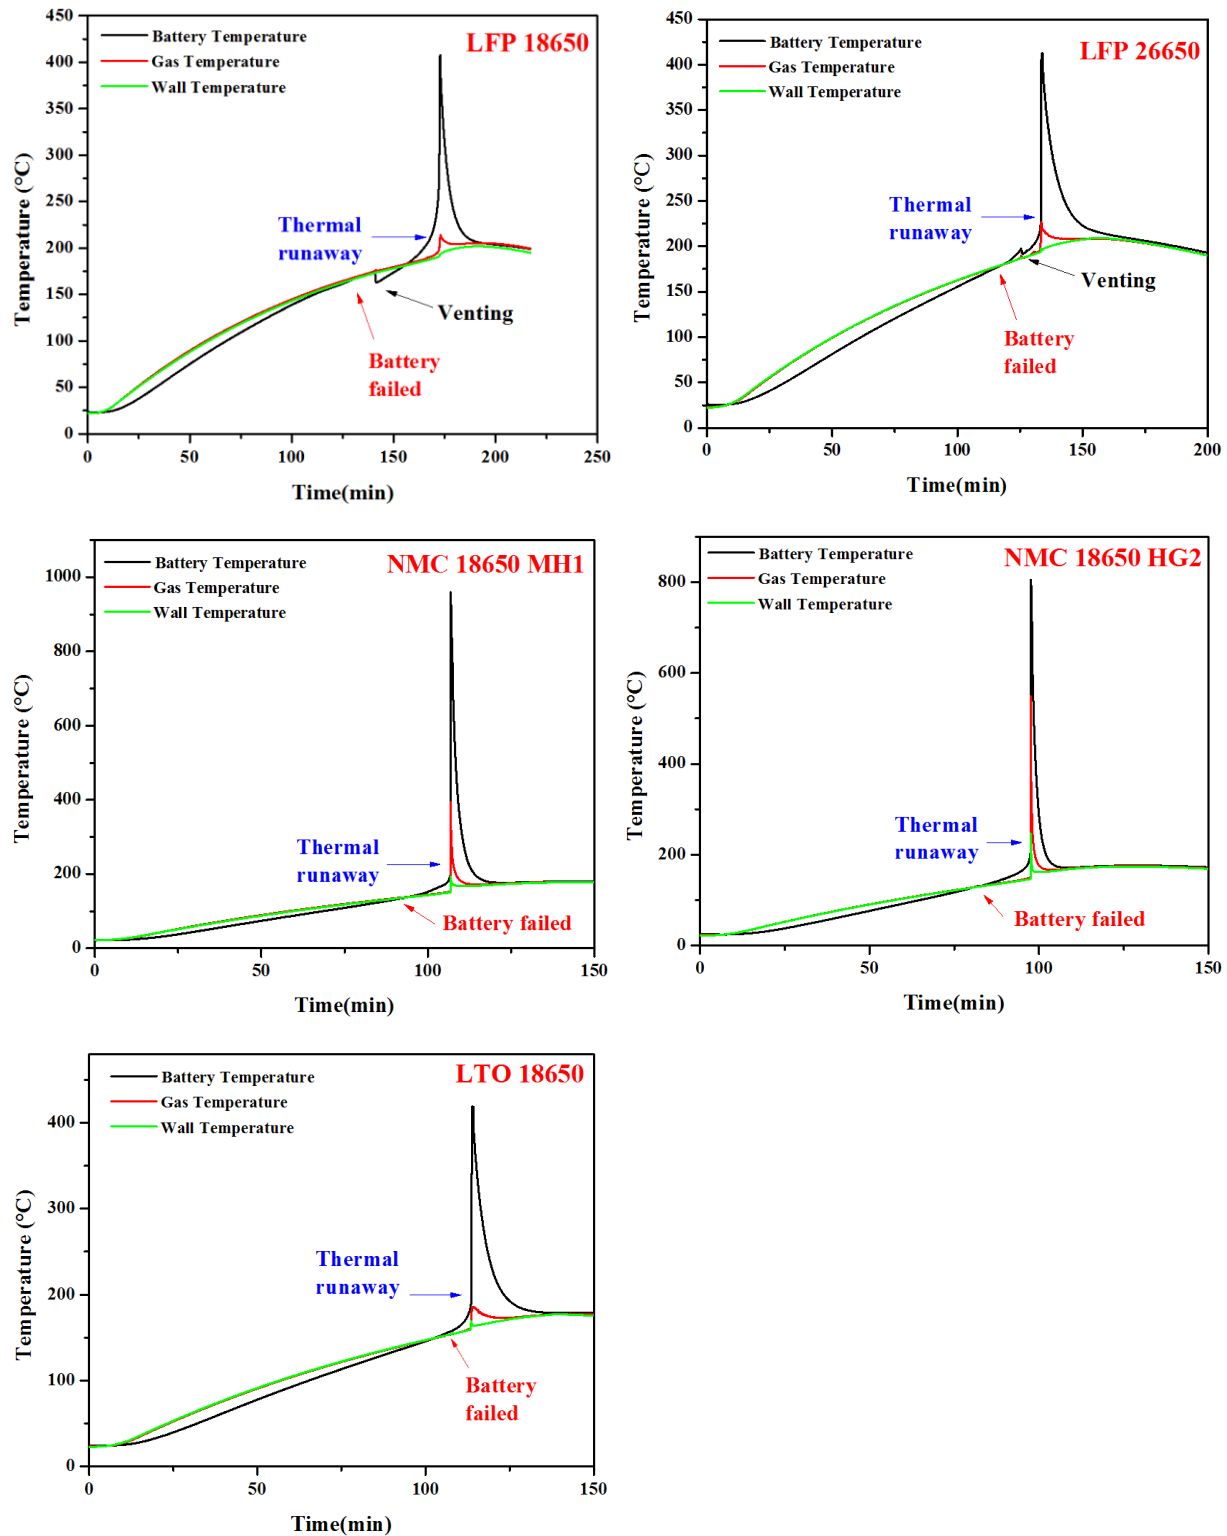 LFP 18650
Battery Temperature
Gas Temperature
Wall Temperature
Thermal
runaway
Venting
Battery
failed
450
400
350
300
250
200
150
100
50
0
0 50 100 150 200 250
Temperature (°C)
Time(min)
LFP 26650
Battery Temperature
Gas Temperature
Wall Temperature
Thermal
runaway
Venting
Battery
failed
450
400
350
300
250
200
150
100
50
0
0 50 100 150 200
Temperature (°C)
Time(min)
NMC 18650 MH1
Battery Temperature
Gas Temperature
Wall Temperature
Thermal
runaway
Battery failed
1000
800
600
400
200
0
0 50 100 150
Temperature (°C)
Time(min)
NMC 18650 HG2
Battery Temperature
Gas Temperature
Wall Temperature
Thermal
runaway
Battery failed
800
600
400
200
0
0 50 100 150
Temperature (°C)
Time(min)
LTO 18650
Battery Temperature
Gas Temperature
Wall Temperature
Thermal
runaway
Battery
failed
400
300
200
100
0
0 50 100 150
Temperature (°C)
Time(min)